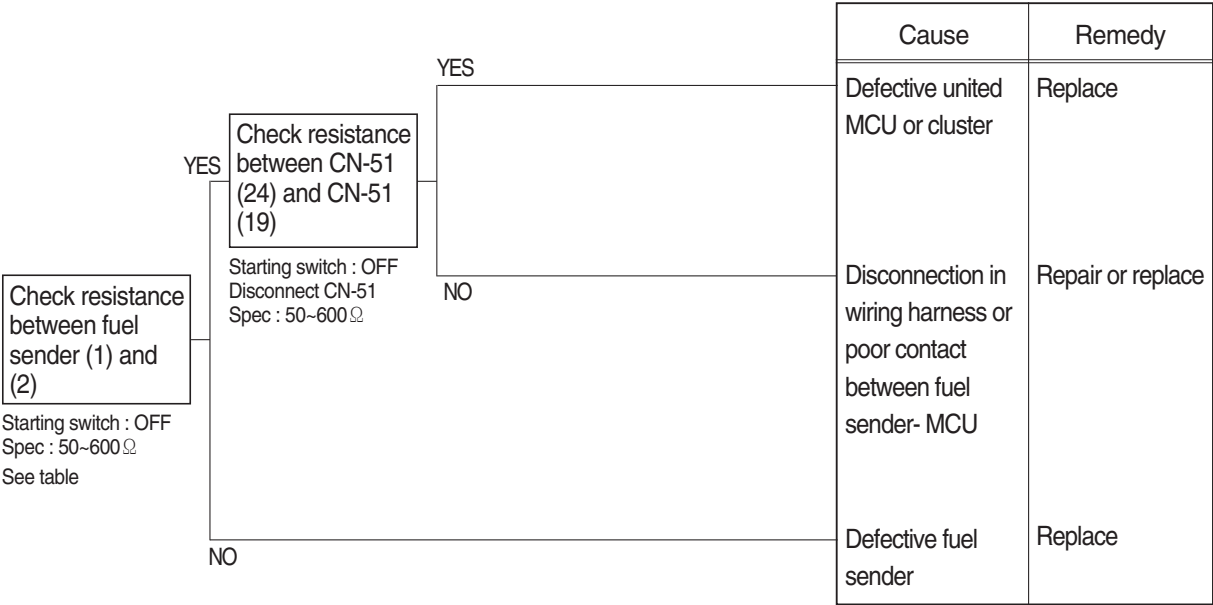 Check resistance
between fuel
sender (1) and
(2)
Starting switch : OFF
Spec : 50~600Ω
See table
YES
NO
Check resistance
between CN-51
(24) and CN-51
(19)
Starting switch : OFF
Disconnect CN-51
Spec : 50~600Ω
YES
NO
Cause
Remedy
Defective united
MCU or cluster
Replace
Disconnection in
wiring harness or
poor contact
between fuel
sender- MCU
Repair or replace
Defective fuel
sender
Replace